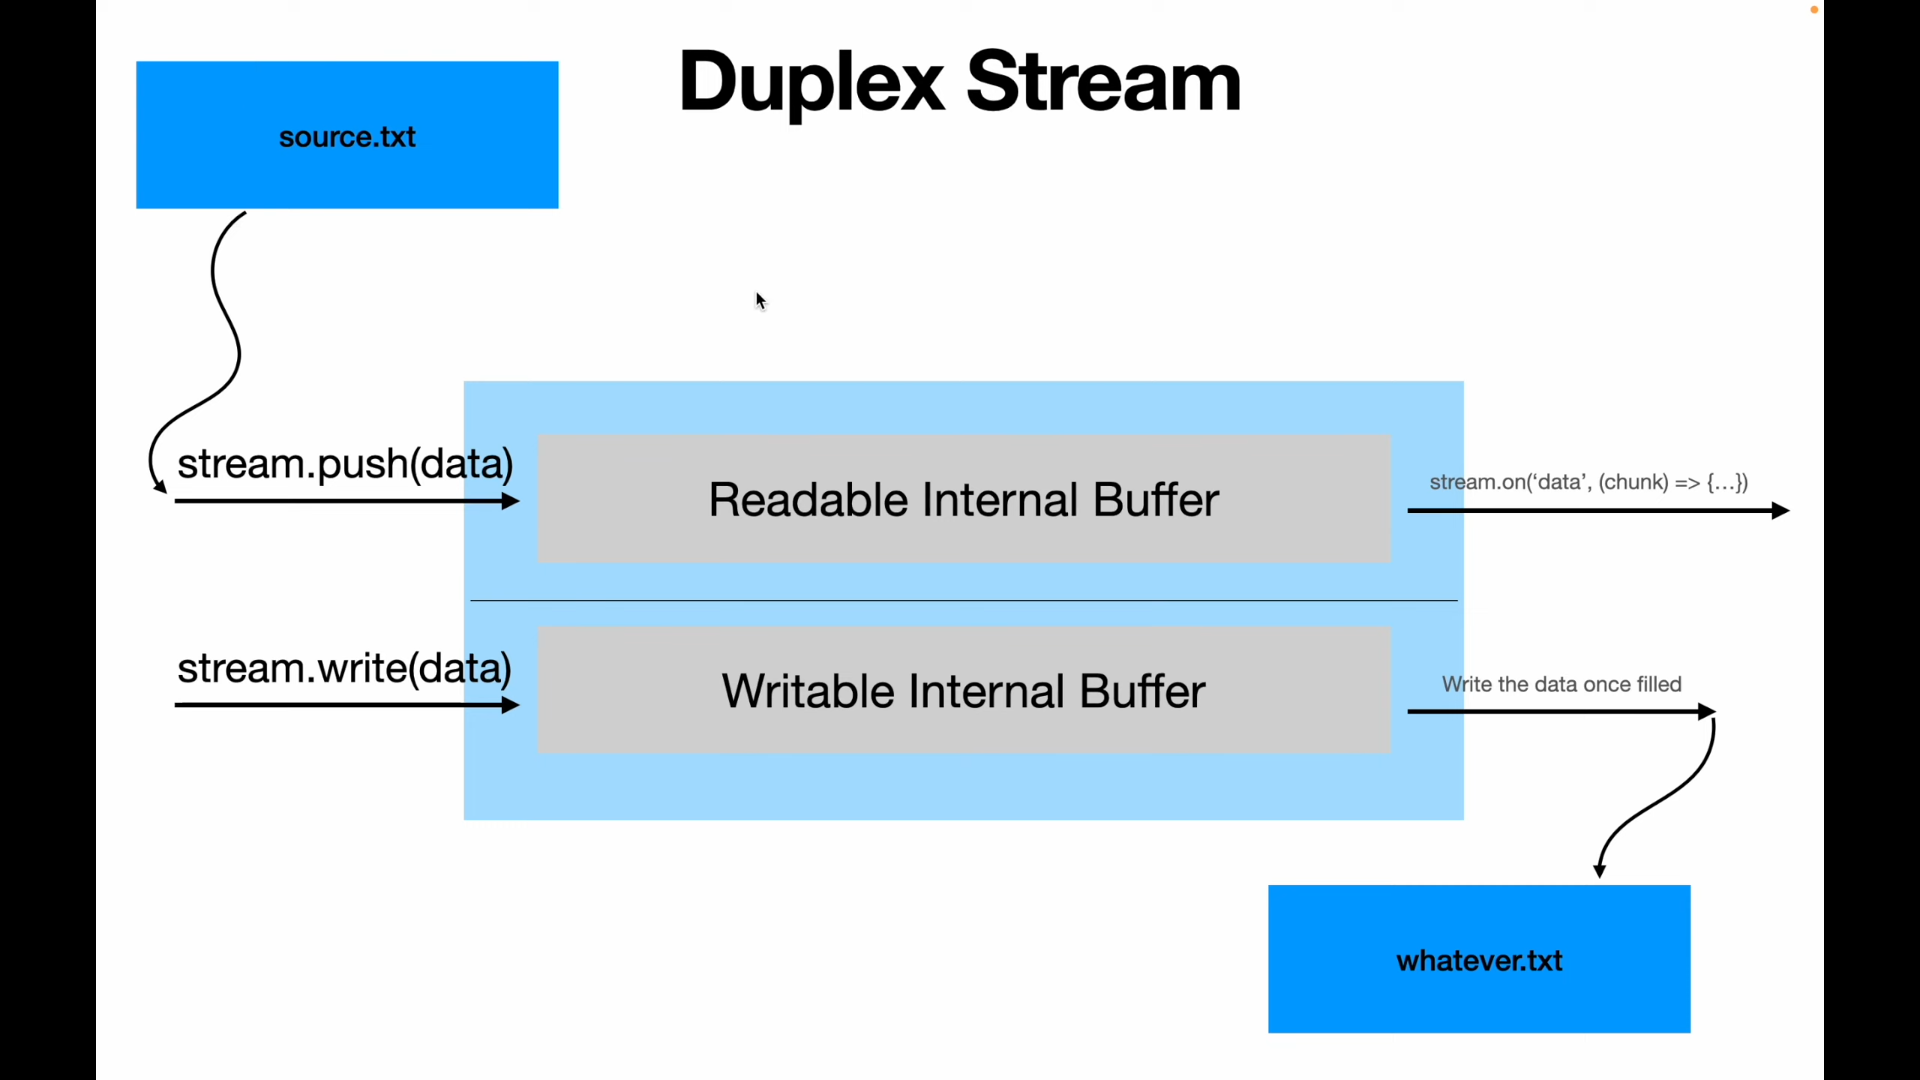 Duplex Stream
source.txt
stream.push(data)
Readable Internal Buffer
stream.on(‘data’, (chunk) => {…})
stream.write(data)
Writable Internal Buffer
Write the data once filled
whatever.txt